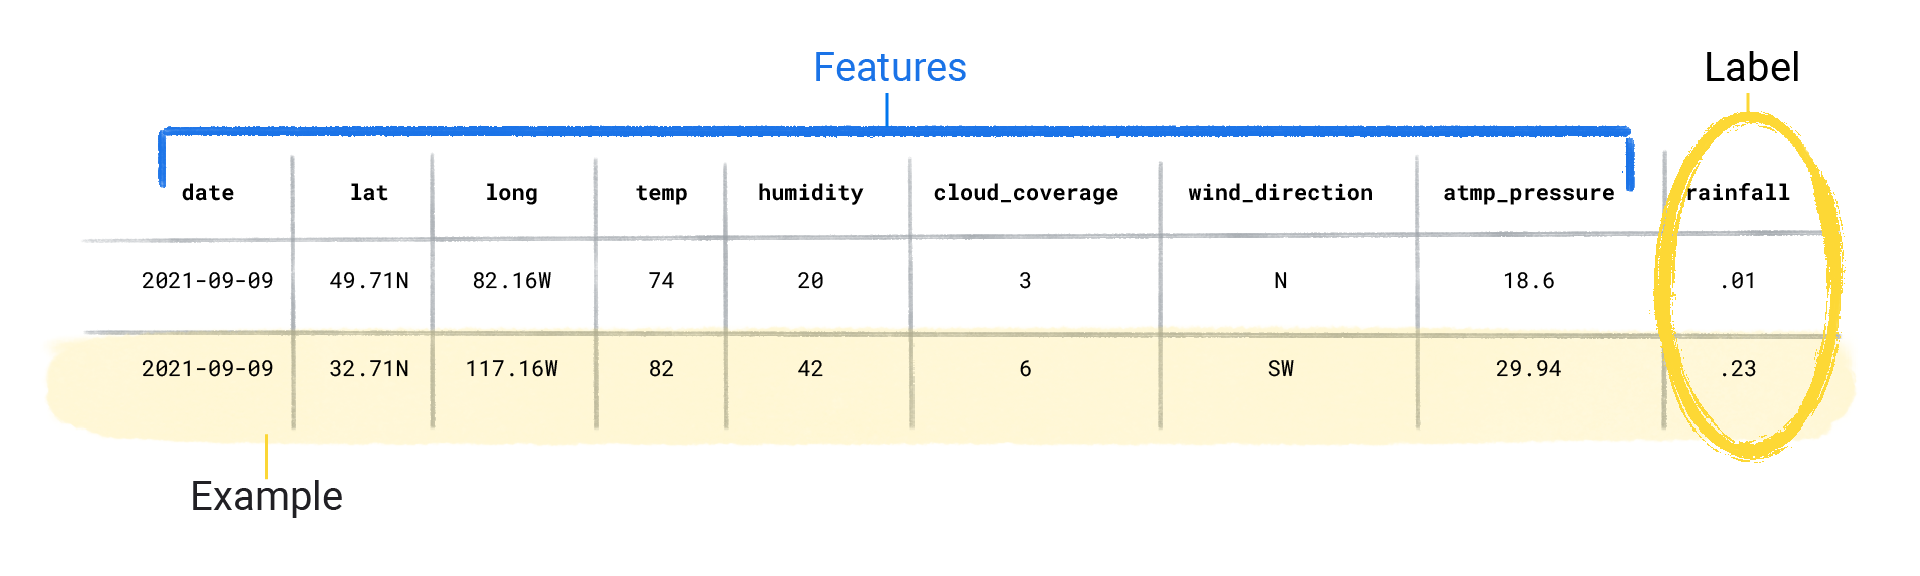 Features Label
date lat long temp humidity cloud_coverage wind_direction atmp_pressure rainfall
2021-09-09 49.71N 82.16W 74 20 3 N 18.6 .01
2021-09-09 32.71N 117.16W 82 42 6 SW 29.94 .23
Example